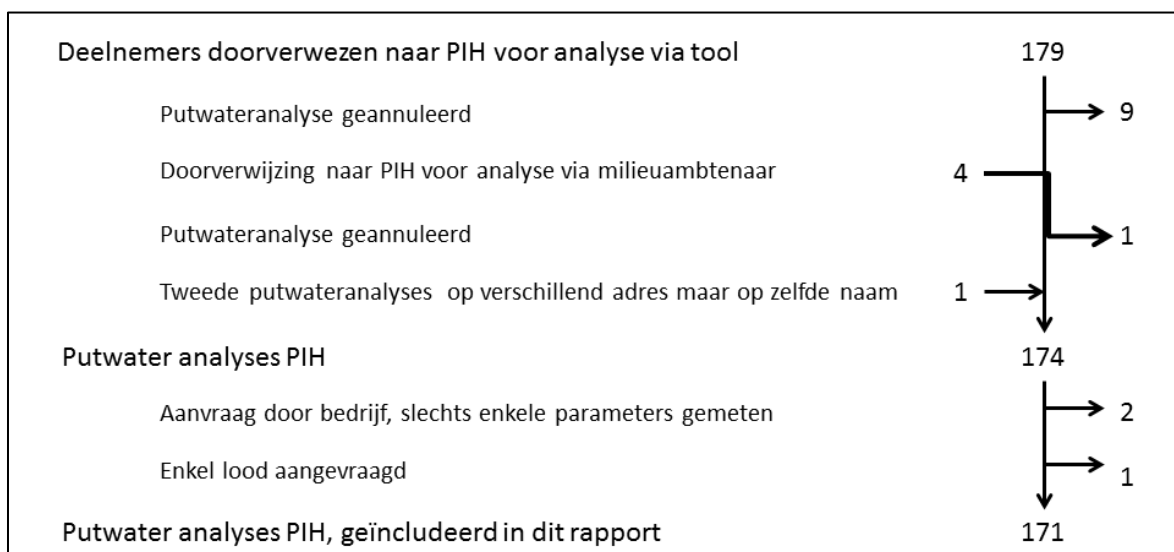 Deelnemers doorverwezen naar PIH voor analyse via tool 179
Putwateranalyse geannuleerd 9
Doorverwijzing naar PIH voor analyse via milieuambtenaar 4
Putwateranalyse geannuleerd 1
Tweede putwateranalyses op verschillend adres maar op zelfde naam 1
Putwater analyses PIH 174
Aanvraag door bedrijf, slechts enkele parameters gemeten 2
Enkel lood aangevraagd 1
Putwater analyses PIH, geïncludeerd in dit rapport 171